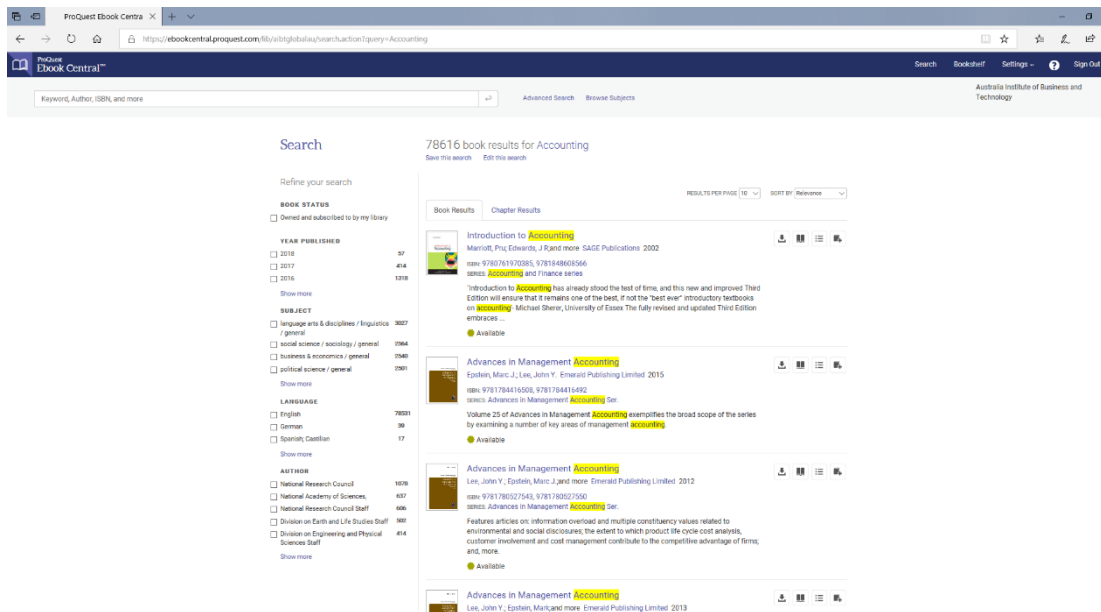 ProQuest Ebook Centra
https://ebookcentral.proquest.com/lib/aibtglobalau/search.action?query=Accounting
ProQuest
Ebook Central™
Search Bookshelf Settings Sign Out
Keyword, Author, ISBN, and more
Advanced Search Browse Subjects
Australia Institute of Business and
Technology
Search
Refine your search
BOOK STATUS
Owned and subscribed to by my library
YEAR PUBLISHED
2018 57
2017 414
2016 1318
Show more
SUBJECT
language arts & disciplines / linguistics 3827
/ general
social science / sociology / general
business & economics / general 2540
political science / general 2501
Show more
LANGUAGE
English 78531
German 39
Spanish; Castilian 17
Show more
AUTHOR
National Research Council 1078
National Academy of Sciences, 637
National Research Council Staff 606
Division on Earth and Life Studies Staff 502
Division on Engineering and Physical 414
Sciences Staff
Show more
78616 book results for Accounting
Save this search Edit this search
RESULTS PER PAGE 10 SORT BY Relevance
Book Results Chapter Results
Introduction to Accounting
Marriott, Pru; Edwards, J R;and more SAGE Publications 2002
ISBN: 9780761970385, 9781848608566
SERIES: Accounting and Finance series
'Introduction to Accounting has already stood the test of time, and this new and improved Third
Edition will ensure that it remains one of the best, if not the "best ever" introductory textbooks
on accounting'- Michael Sherer, University of Essex The fully revised and updated Third Edition
embraces ...
Available
Advances in Management Accounting
Epstein, Marc J.; Lee, John Y. Emerald Publishing Limited 2015
ISBN: 9781784416508, 9781784416492
SERIES: Advances in Management Accounting Ser.
Volume 25 of Advances in Management Accounting exemplifies the broad scope of the series
by examining a number of key areas of management accounting
Available
Advances in Management Accounting
Lee, John Y.; Epstein, Marc J.;and more Emerald Publishing Limited 2012
ISBN: 9781780527543, 9781780527550
SERIES: Advances in Management Accounting Ser.
Features articles on: information overload and multiple constituency values related to
environmental and social disclosures; the extent to which product life cycle cost analysis,
customer involvement and cost management contribute to the competitive advantage of firms;
and, more.
Available
Advances in Management Accounting
Lee, John Y.; Epstein, Mark;and more Emerald Publishing Limited 2013